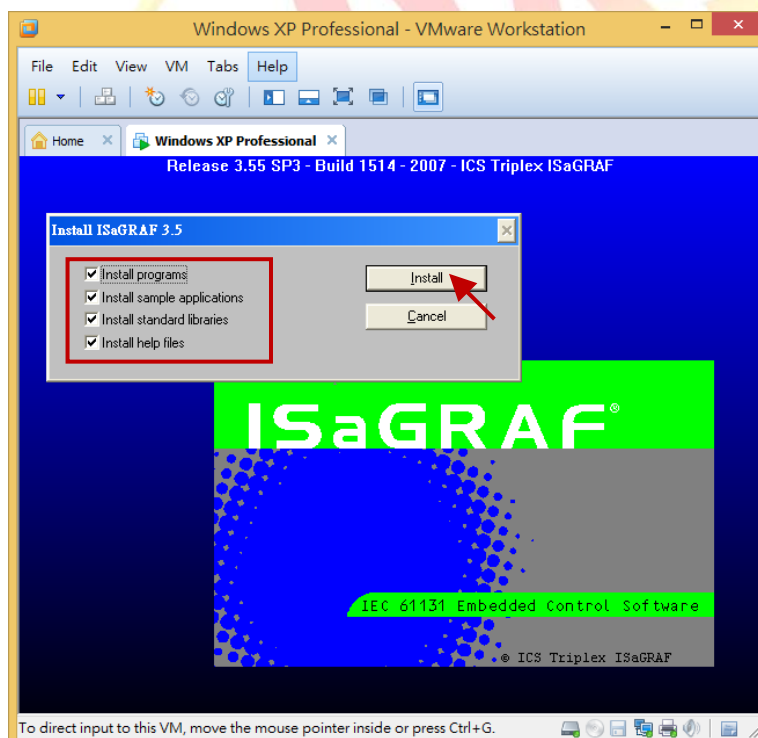 Windows XP Professional - VMware Workstation
File Edit View VM Tabs Help
Home
Windows XP Professional
Release 3.55 SP3 - Build 1514 - 2007 - ICS Triplex ISaGRAF
Install ISaGRAF 3.5
Install programs
Install
Install sample applications
Install standard libraries
Cancel
Install help files
ISaGRAF®
IEC 61131 Embedded Control Software
© ICS Triplex ISaGRAF
To direct input to this VM, move the mouse pointer inside or press Ctrl+G.